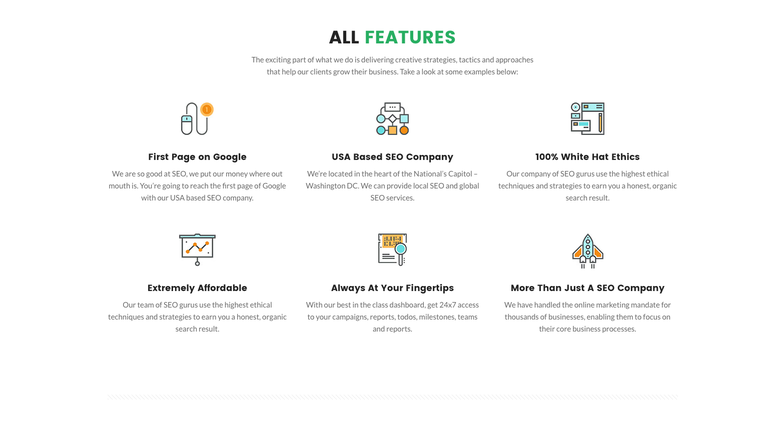 ALL FEATURES
The exciting part of what we do is delivering creative strategies, tactics and approaches
that help our clients grow their business. Take a look at some examples below:
First Page on Google
We are so good at SEO, we put our money where out
mouth is. You're going to reach the first page of Google
with our USA based SEO company.
USA Based SEO Company
We're located in the heart of the National's Capitol –
Washington DC. We can provide local SEO and global
SEO services.
100% White Hat Ethics
Our company of SEO gurus use the highest ethical
techniques and strategies to earn you a honest, organic
search result.
Extremely Affordable
Our team of SEO gurus use the highest ethical
techniques and strategies to earn you a honest, organic
search result.
Always At Your Fingertips
With our best in the class dashboard, get 24x7 access
to your campaigns, reports, todos, milestones, teams
and reports.
More Than Just A SEO Company
We have handled the online marketing mandate for
thousands of businesses, enabling them to focus on
their core business processes.